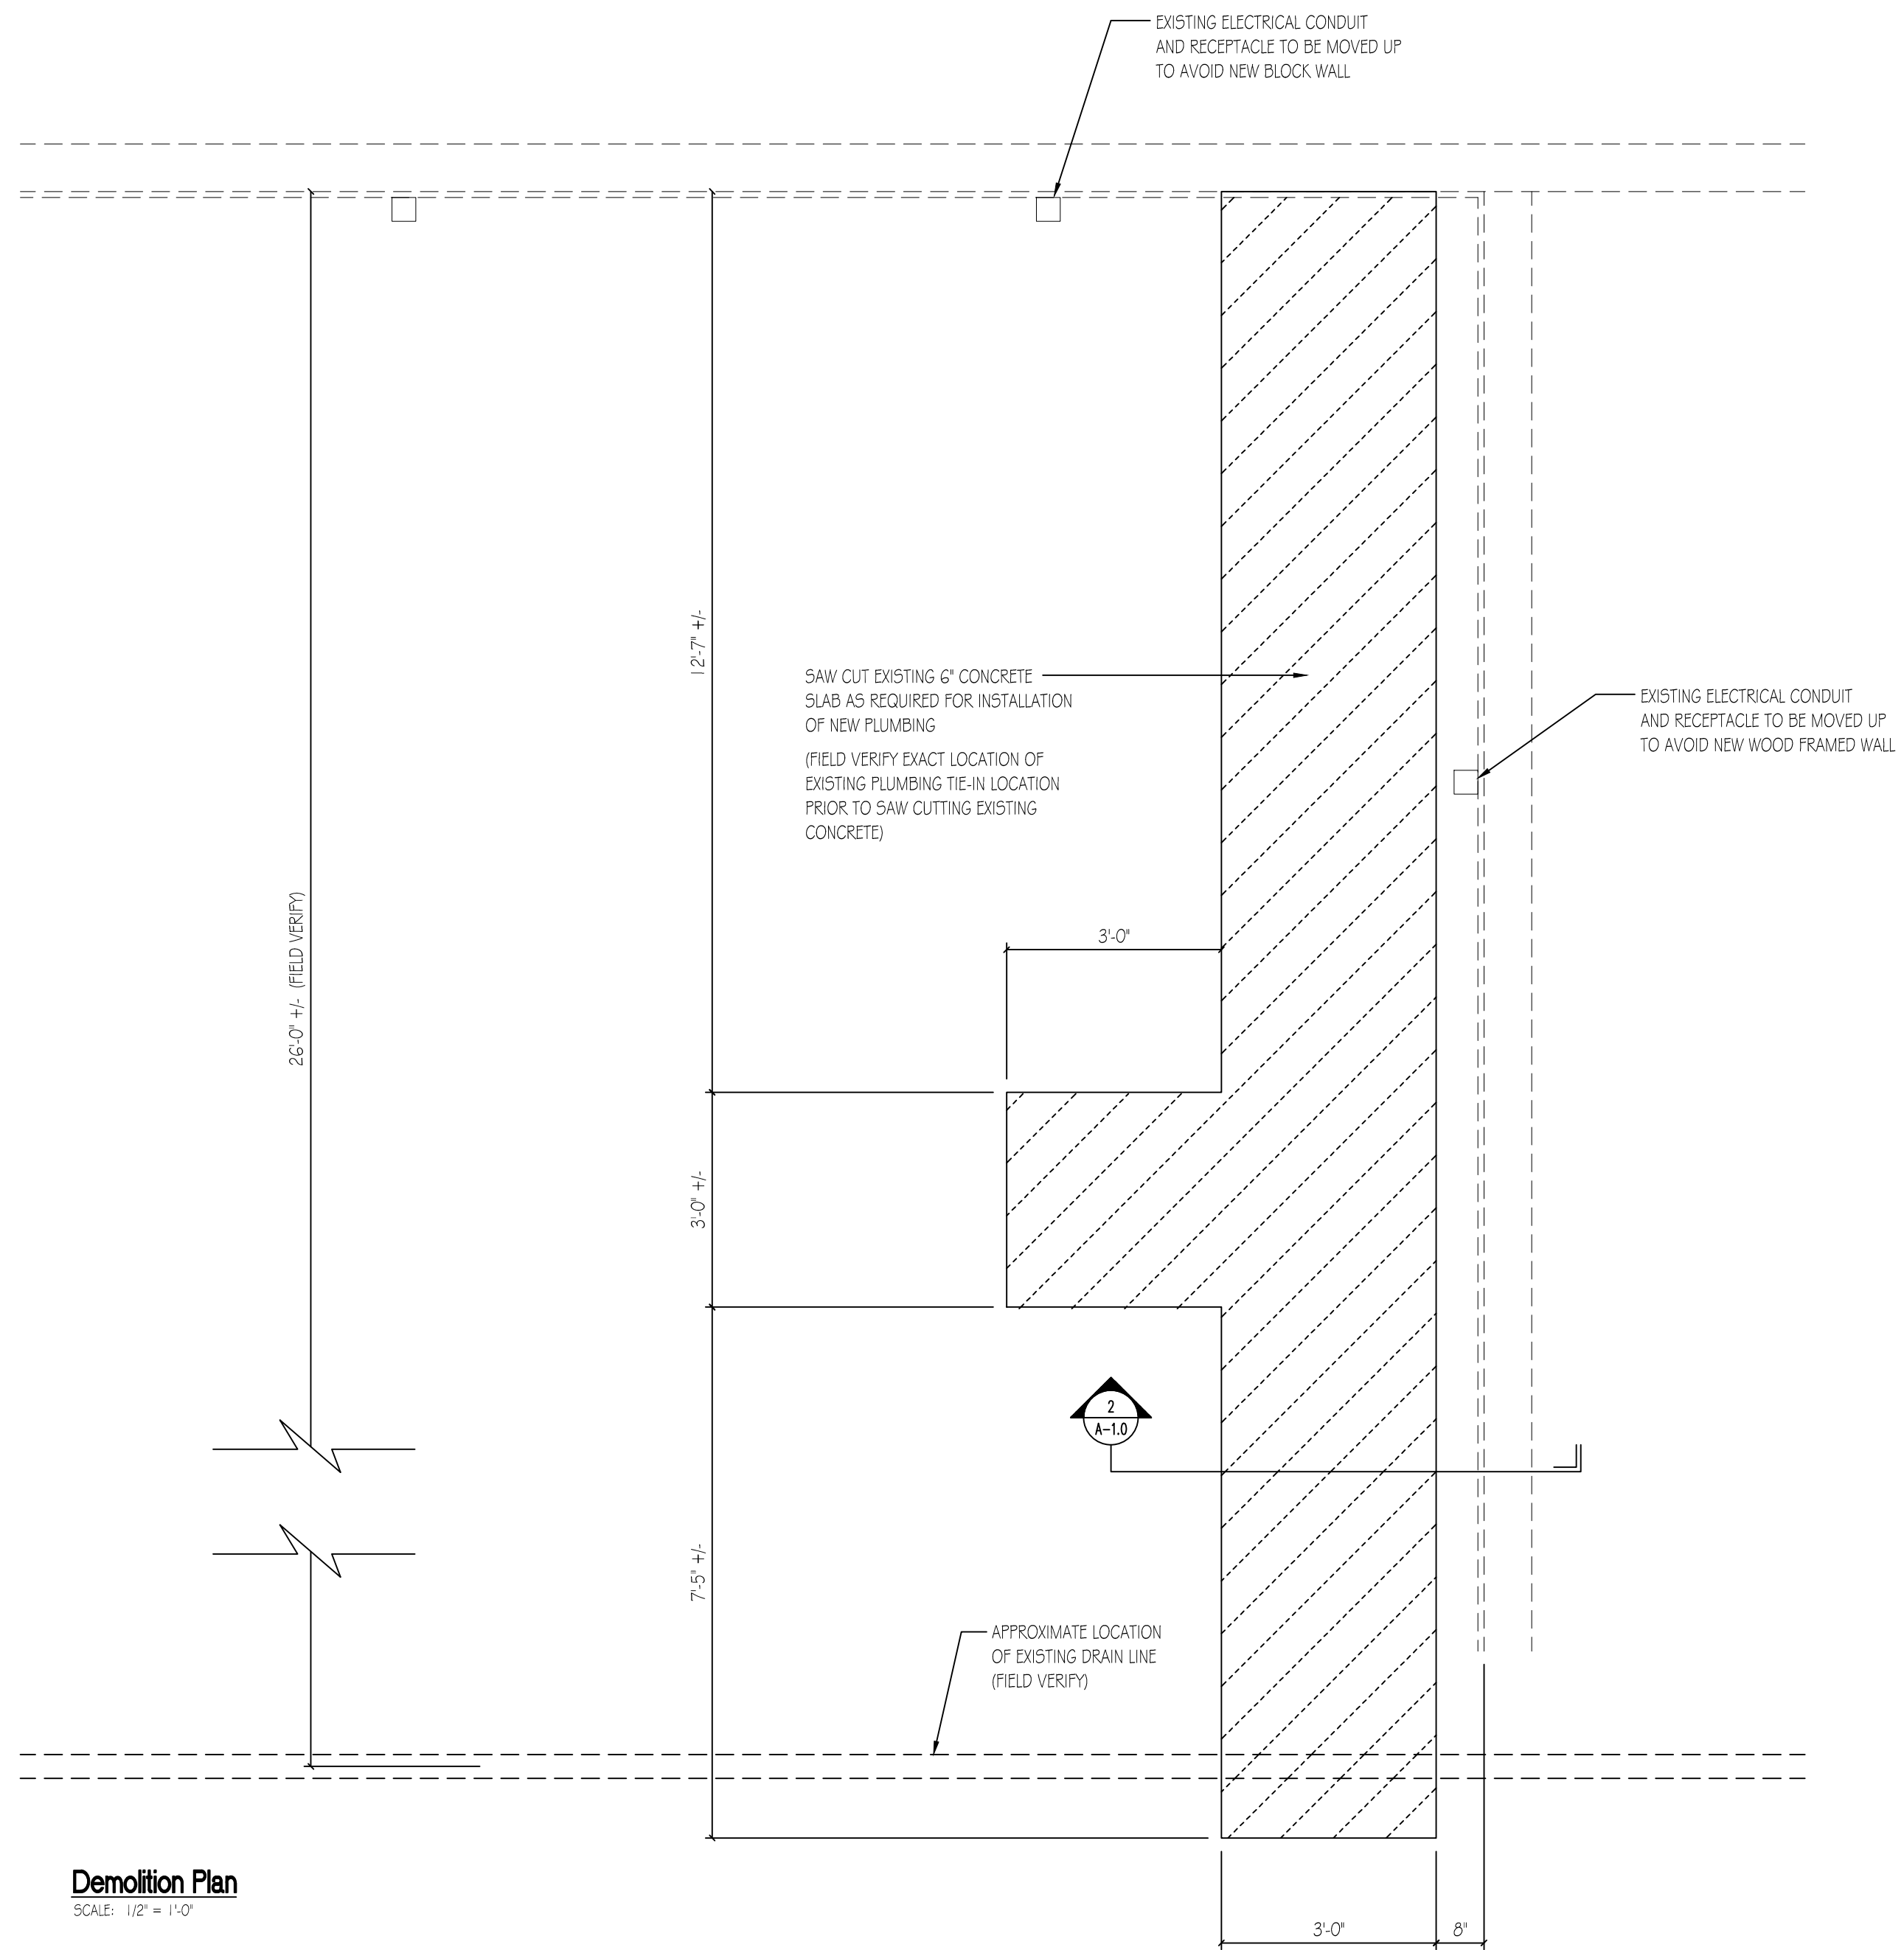 EXISTING ELECTRICAL CONDUIT
AND RECEPTACLE TO BE MOVED UP
TO AVOID NEW BLOCK WALL
12'-7" +/-
SAW CUT EXISTING 6" CONCRETE
SLAB AS REQUIRED FOR INSTALLATION
OF NEW PLUMBING
(FIELD VERIFY EXACT LOCATION OF
EXISTING PLUMBING TIE-IN LOCATION
PRIOR TO SAW CUTTING EXISTING
CONCRETE)
EXISTING ELECTRICAL CONDUIT
AND RECEPTACLE TO BE MOVED UP
TO AVOID NEW WOOD FRAMED WALL
26'-0" +/- (FIELD VERIFY)
3'-0"
3'-0" +/-
2
A-1.0
7'-5" +/-
APPROXIMATE LOCATION
OF EXISTING DRAIN LINE
(FIELD VERIFY)
Demolition Plan
SCALE: 1/2" = 1'-0"
3'-0"
8"